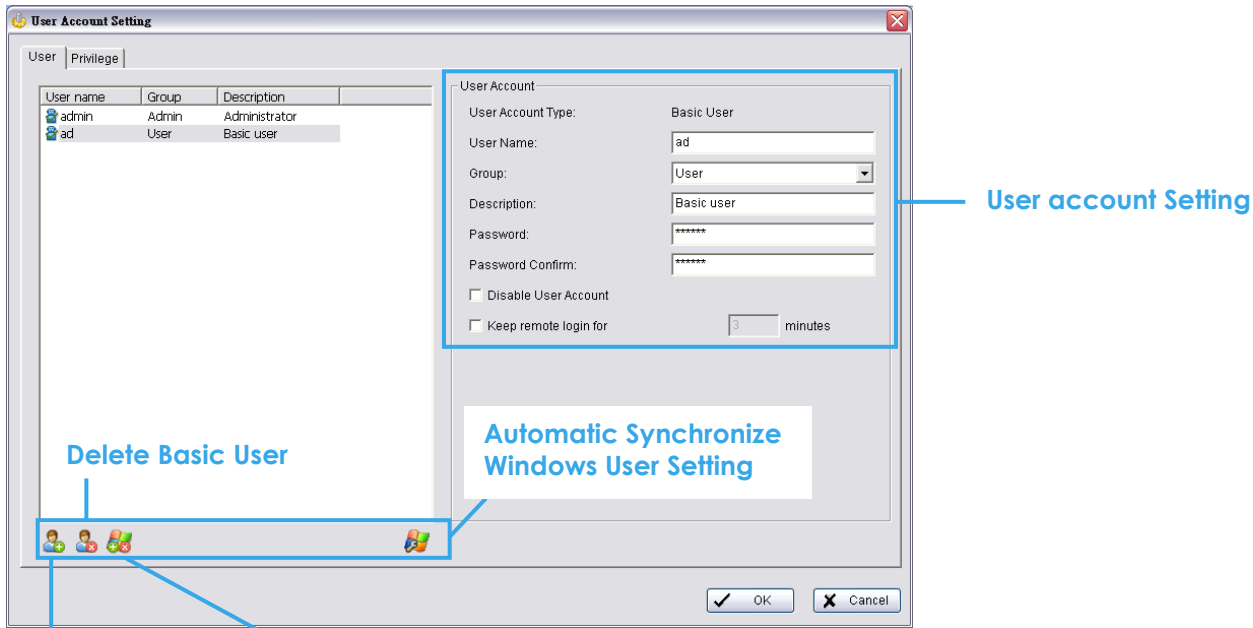 User Account Setting
User Privilege
User name Group Description
admin Admin Administrator
ad User Basic user
User Account
User Account Type: Basic User
User Name: ad
Group: User
Description: Basic user
Password: ******
Password Confirm: ******
Disable User Account
Keep remote login for 3 minutes
User account Setting
Delete Basic User
Automatic Synchronize
Windows User Setting
OK Cancel